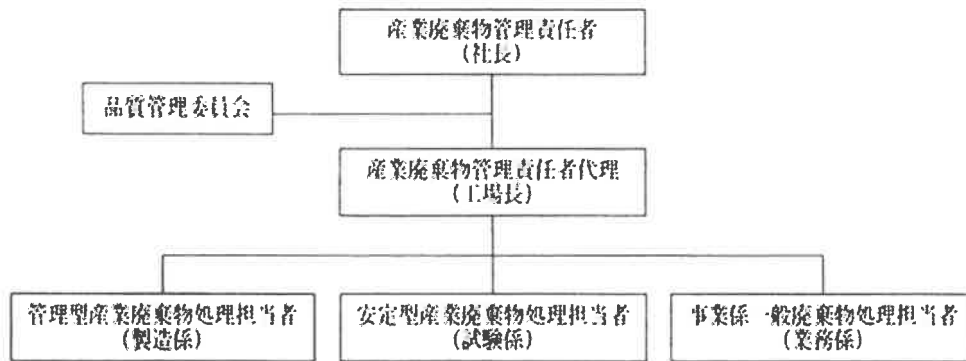 産業廃棄物管理責任者
(社長)
品質管理委員会
産業廃棄物管理責任者代理
(工場長)
管理型産業廃棄物処理担当者
(製造係)
安定型産業廃棄物処理担当者
(試験係)
事業係一般廃棄物処理担当者
(業務係)